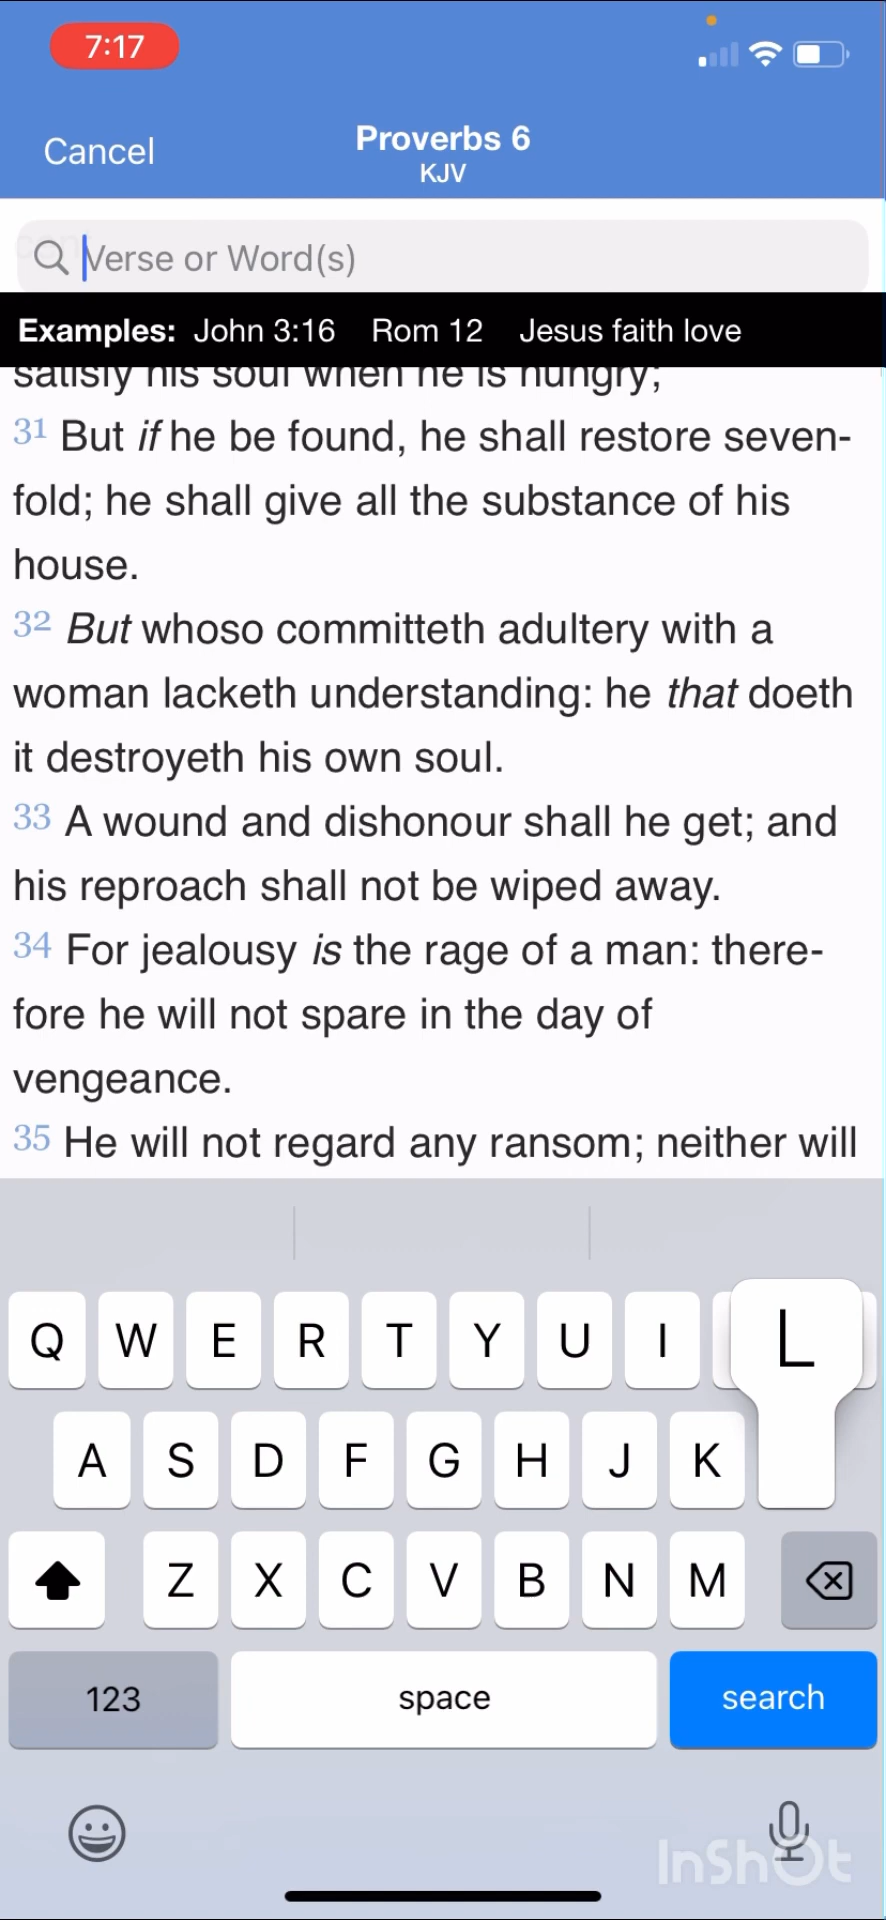 7:17
Cancel
Proverbs 6
KJV
Verse or Word(s)
Examples: John 3:16 Rom 12 Jesus faith love
satisfy his soul when he is hungry;
31 But if he be found, he shall restore seven-
fold; he shall give all the substance of his
house.
32 But whoso committeth adultery with a
woman lacketh understanding: he that doeth
it destroyeth his own soul.
33 A wound and dishonour shall he get; and
his reproach shall not be wiped away.
34 For jealousy is the rage of a man: there-
fore he will not spare in the day of
vengeance.
35 He will not regard any ransom; neither will
Q W E R T Y U I L
A S D F G H J K
Z X C V B N M
123 space search
InShOt